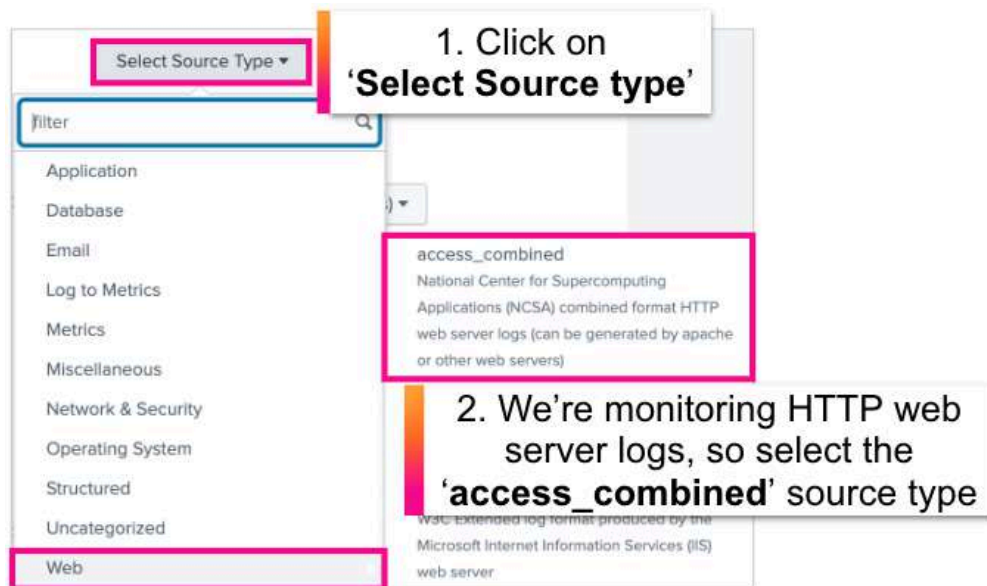 Select Source Type ▾
1. Click on
‘Select Source type’
filter
Application
Database
Email
Log to Metrics
Metrics
Miscellaneous
Network & Security
Operating System
Structured
Uncategorized
Web
) ▾
access_combined
National Center for Supercomputing
Applications (NCSA) combined format HTTP
web server logs (can be generated by apache
or other web servers)
2. We’re monitoring HTTP web
server logs, so select the
‘access_combined’ source type
W3C Extended log format produced by the
Microsoft Internet Information Services (IIS)
web server